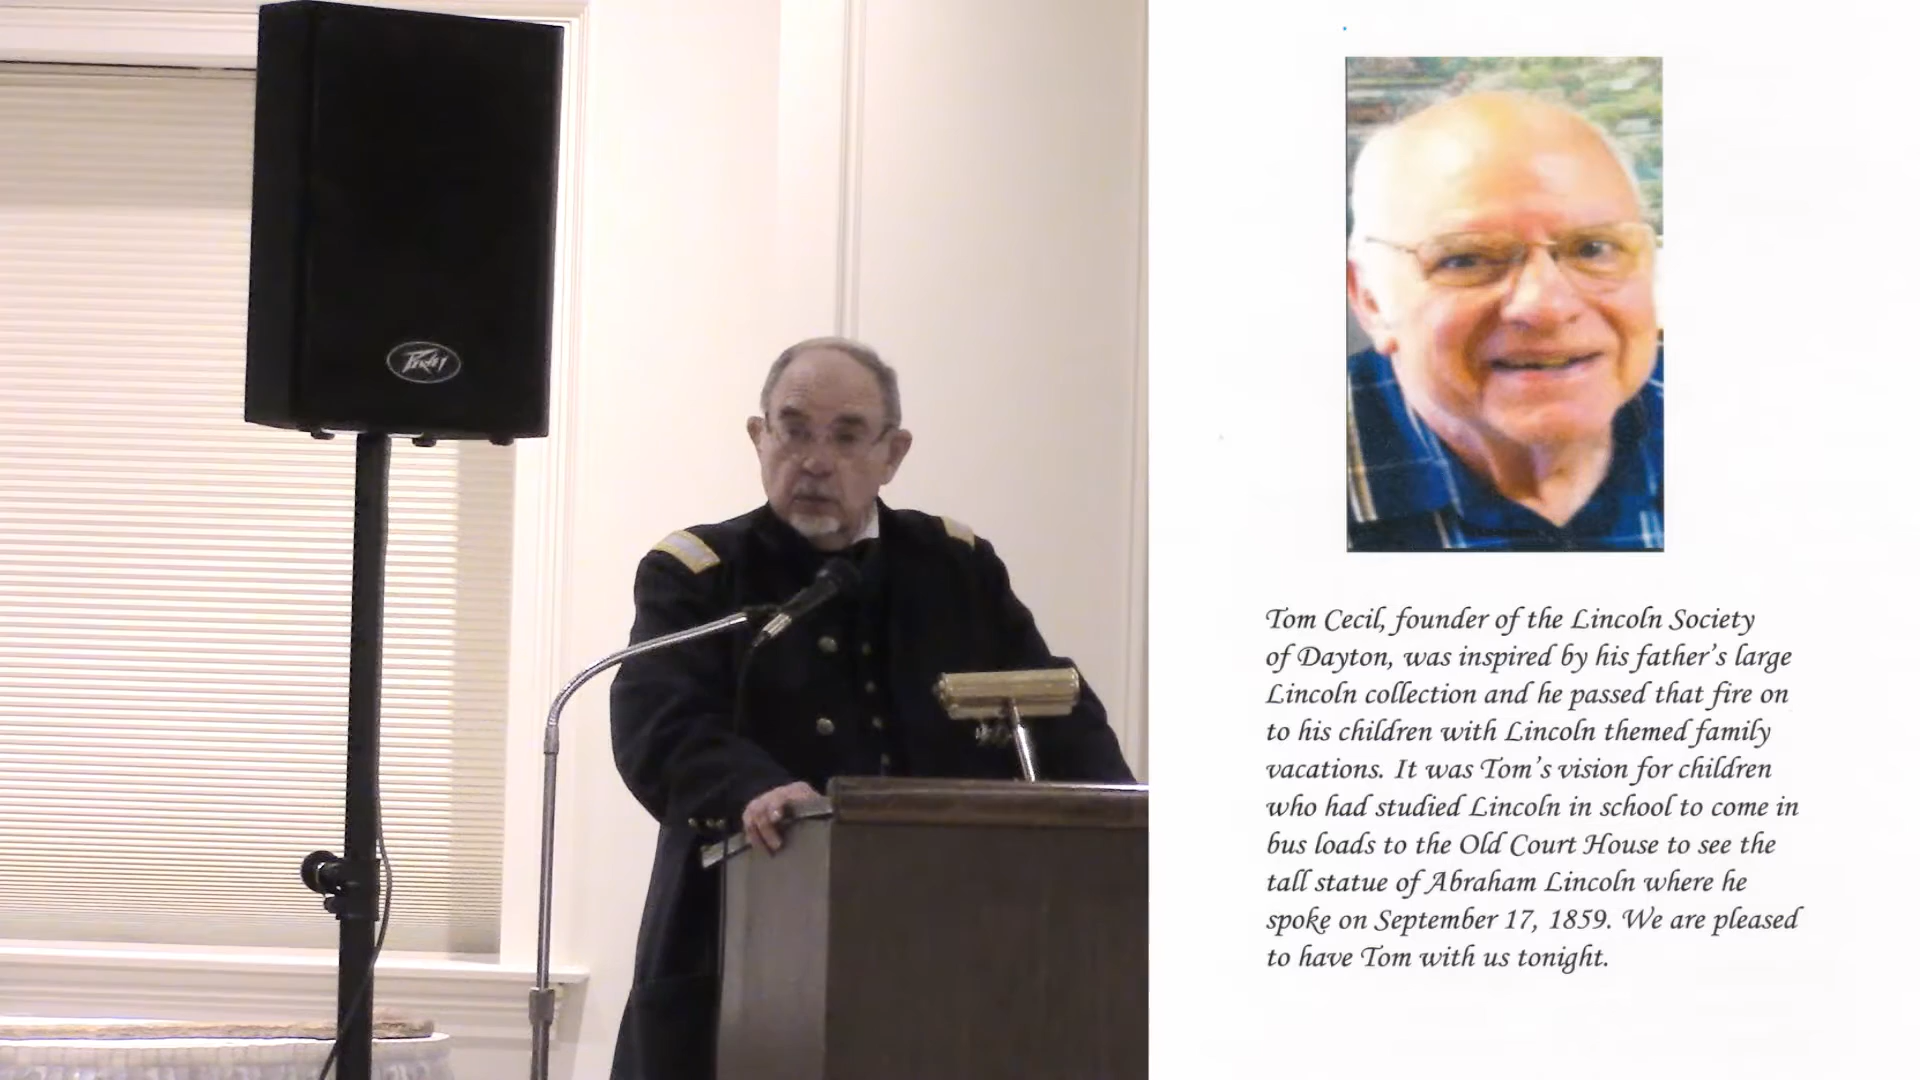 PEAVEY
Tom Cecil, founder of the Lincoln Society
of Dayton, was inspired by his father's large
Lincoln collection and he passed that fire on
to his children with Lincoln themed family
vacations. It was Tom's vision for children
who had studied Lincoln in school to come in
bus loads to the Old Court House to see the
tall statue of Abraham Lincoln where he
spoke on September 17, 1859. We are pleased
to have Tom with us tonight.